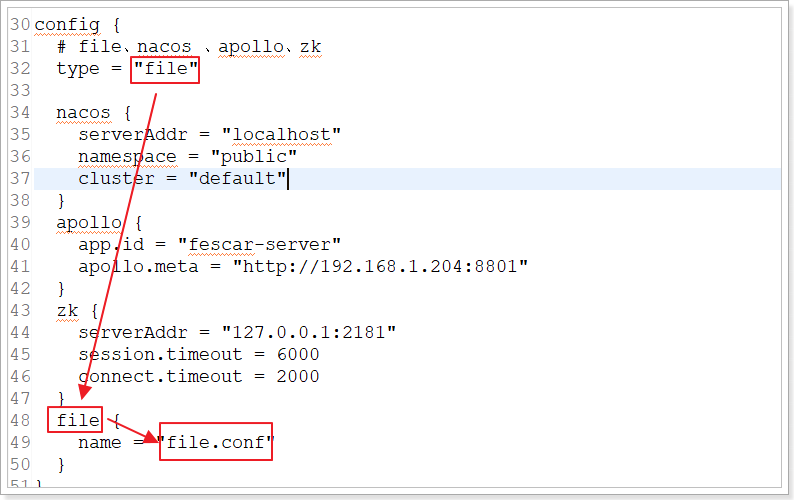 30 config {
31 # file、nacos 、apollo、zk
32 type = "file"
33
34 nacos {
35 serverAddr = "localhost"
36 namespace = "public"
37 cluster = "default"
38 }
39 apollo {
40 app.id = "fescar-server"
41 apollo.meta = "http://192.168.1.204:8801"
42 }
43 zk {
44 serverAddr = "127.0.0.1:2181"
45 session.timeout = 6000
46 connect.timeout = 2000
47 }
48 file {
49 name = "file.conf"
50 }
51 }